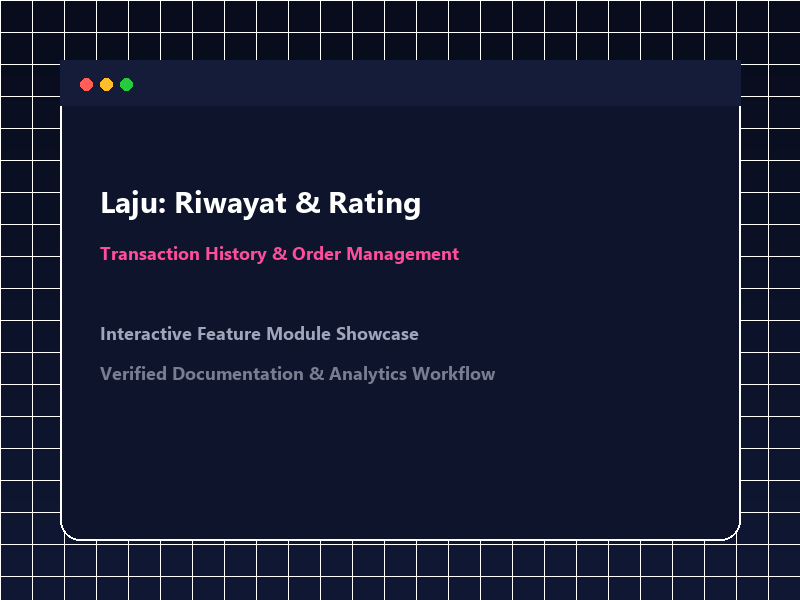 Laju: Riwayat & Rating
Transaction History & Order Management
Interactive Feature Module Showcase
Verified Documentation & Analytics Workflow